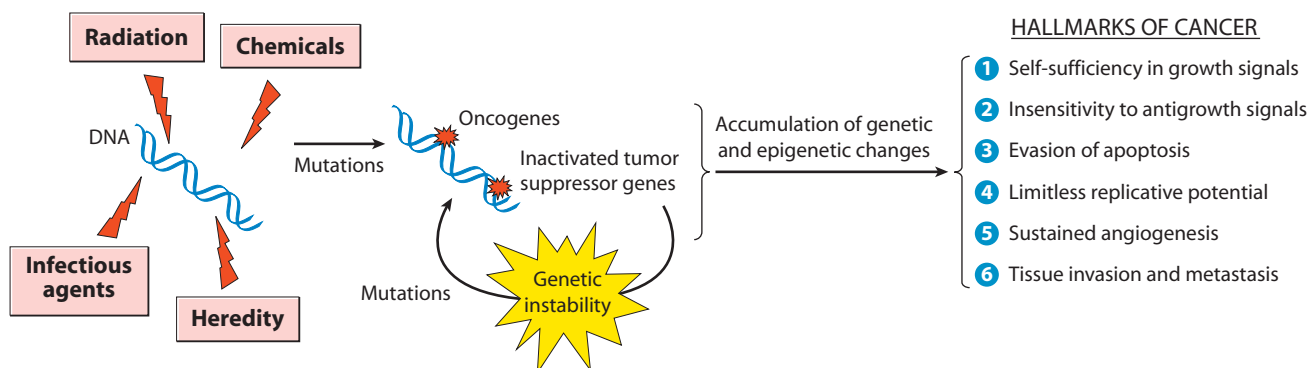 Radiation
Chemicals
DNA
Infectious
agents
Heredity
Mutations
Oncogenes
Inactivated tumor
suppressor genes
Mutations
Genetic
instability
Accumulation of genetic
and epigenetic changes
HALLMARKS OF CANCER
1 Self-sufficiency in growth signals
2 Insensitivity to antigrowth signals
3 Evasion of apoptosis
4 Limitless replicative potential
5 Sustained angiogenesis
6 Tissue invasion and metastasis